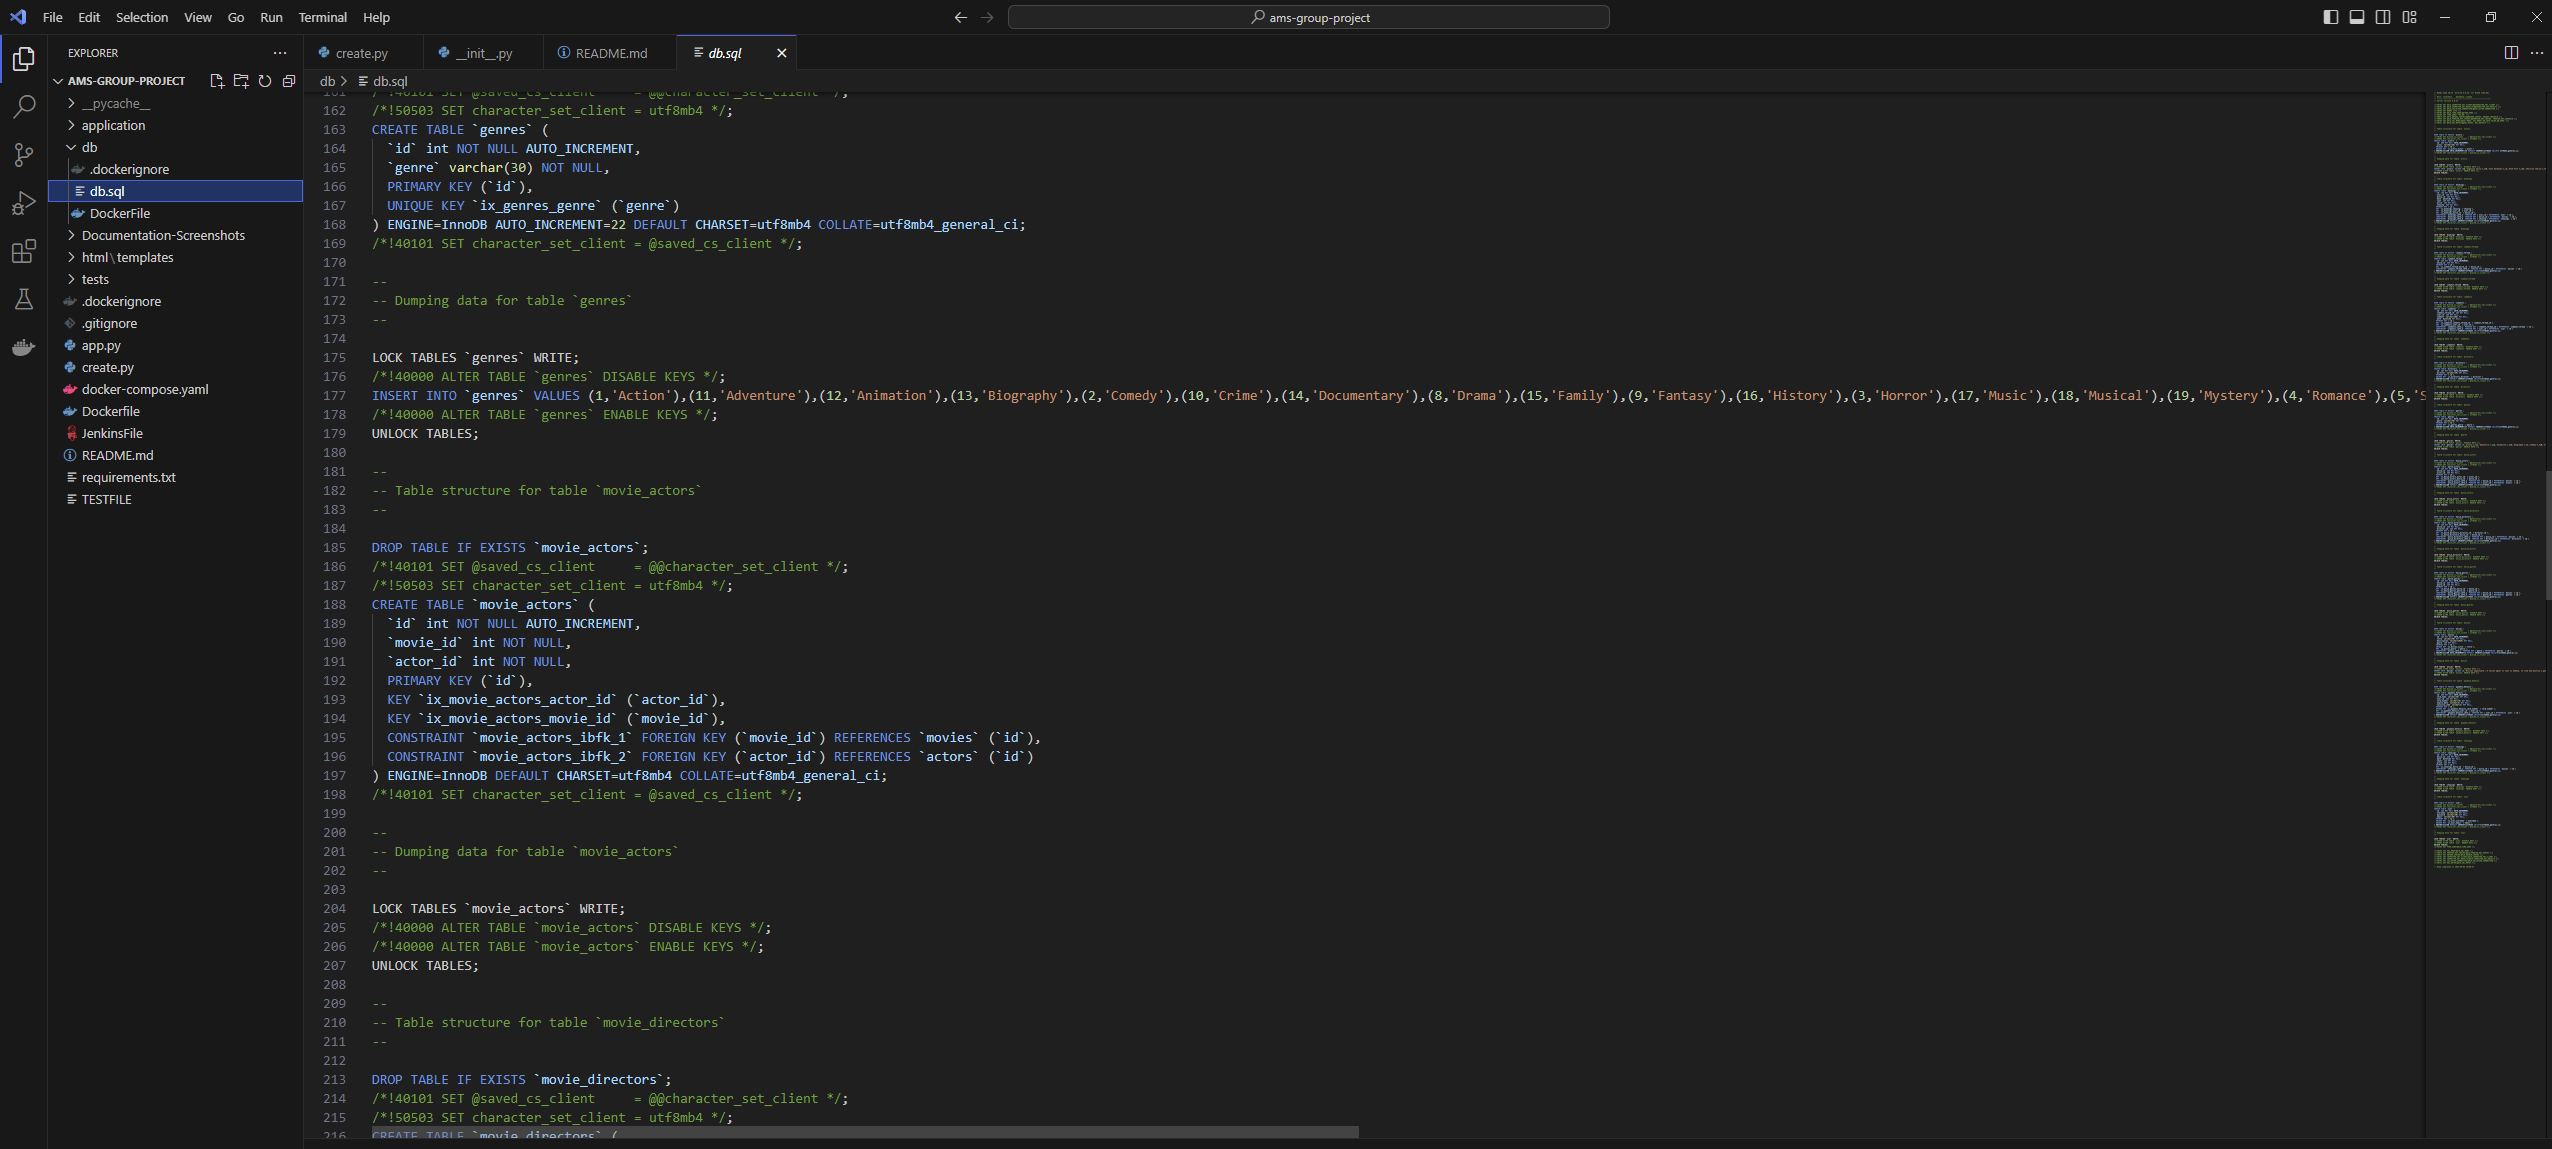 File Edit Selection View Go Run Terminal Help
ams-group-project
EXPLORER
AMS-GROUP-PROJECT
__pycache__
application
db
.dockerignore
db.sql
DockerFile
Documentation-Screenshots
html\templates
tests
.dockerignore
.gitignore
app.py
create.py
docker-compose.yaml
Dockerfile
JenkinsFile
README.md
requirements.txt
TESTFILE
create.py __init__.py README.md db.sql
db > db.sql
161 /*!40101 SET @saved_cs_client     = @@character_set_client */;
162 /*!50503 SET character_set_client = utf8mb4 */;
163 CREATE TABLE `genres` (
164   `id` int NOT NULL AUTO_INCREMENT,
165   `genre` varchar(30) NOT NULL,
166   PRIMARY KEY (`id`),
167   UNIQUE KEY `ix_genres_genre` (`genre`)
168 ) ENGINE=InnoDB AUTO_INCREMENT=22 DEFAULT CHARSET=utf8mb4 COLLATE=utf8mb4_general_ci;
169 /*!40101 SET character_set_client = @saved_cs_client */;
170
171 --
172 -- Dumping data for table `genres`
173 --
174
175 LOCK TABLES `genres` WRITE;
176 /*!40000 ALTER TABLE `genres` DISABLE KEYS */;
177 INSERT INTO `genres` VALUES (1,'Action'),(11,'Adventure'),(12,'Animation'),(13,'Biography'),(2,'Comedy'),(10,'Crime'),(14,'Documentary'),(8,'Drama'),(15,'Family'),(9,'Fantasy'),(16,'History'),(3,'Horror'),(17,'Music'),(18,'Musical'),(19,'Mystery'),(4,'Romance'),(5,'S
178 /*!40000 ALTER TABLE `genres` ENABLE KEYS */;
179 UNLOCK TABLES;
180
181 --
182 -- Table structure for table `movie_actors`
183 --
184
185 DROP TABLE IF EXISTS `movie_actors`;
186 /*!40101 SET @saved_cs_client     = @@character_set_client */;
187 /*!50503 SET character_set_client = utf8mb4 */;
188 CREATE TABLE `movie_actors` (
189   `id` int NOT NULL AUTO_INCREMENT,
190   `movie_id` int NOT NULL,
191   `actor_id` int NOT NULL,
192   PRIMARY KEY (`id`),
193   KEY `ix_movie_actors_actor_id` (`actor_id`),
194   KEY `ix_movie_actors_movie_id` (`movie_id`),
195   CONSTRAINT `movie_actors_ibfk_1` FOREIGN KEY (`movie_id`) REFERENCES `movies` (`id`),
196   CONSTRAINT `movie_actors_ibfk_2` FOREIGN KEY (`actor_id`) REFERENCES `actors` (`id`)
197 ) ENGINE=InnoDB DEFAULT CHARSET=utf8mb4 COLLATE=utf8mb4_general_ci;
198 /*!40101 SET character_set_client = @saved_cs_client */;
199
200 --
201 -- Dumping data for table `movie_actors`
202 --
203
204 LOCK TABLES `movie_actors` WRITE;
205 /*!40000 ALTER TABLE `movie_actors` DISABLE KEYS */;
206 /*!40000 ALTER TABLE `movie_actors` ENABLE KEYS */;
207 UNLOCK TABLES;
208
209 --
210 -- Table structure for table `movie_directors`
211 --
212
213 DROP TABLE IF EXISTS `movie_directors`;
214 /*!40101 SET @saved_cs_client     = @@character_set_client */;
215 /*!50503 SET character_set_client = utf8mb4 */;
216 CREATE TABLE `movie_directors` (